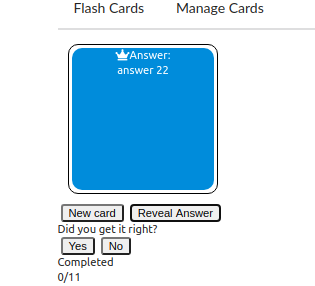 Flash Cards Manage Cards
Answer:
answer 22
New card Reveal Answer
Did you get it right?
Yes No
Completed
0/11